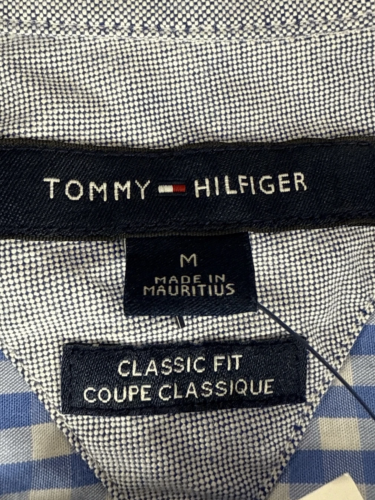 TOMMY HILFIGER
M
MADE IN
MAURITIUS
CLASSIC FIT
COUPE CLASSIQUE